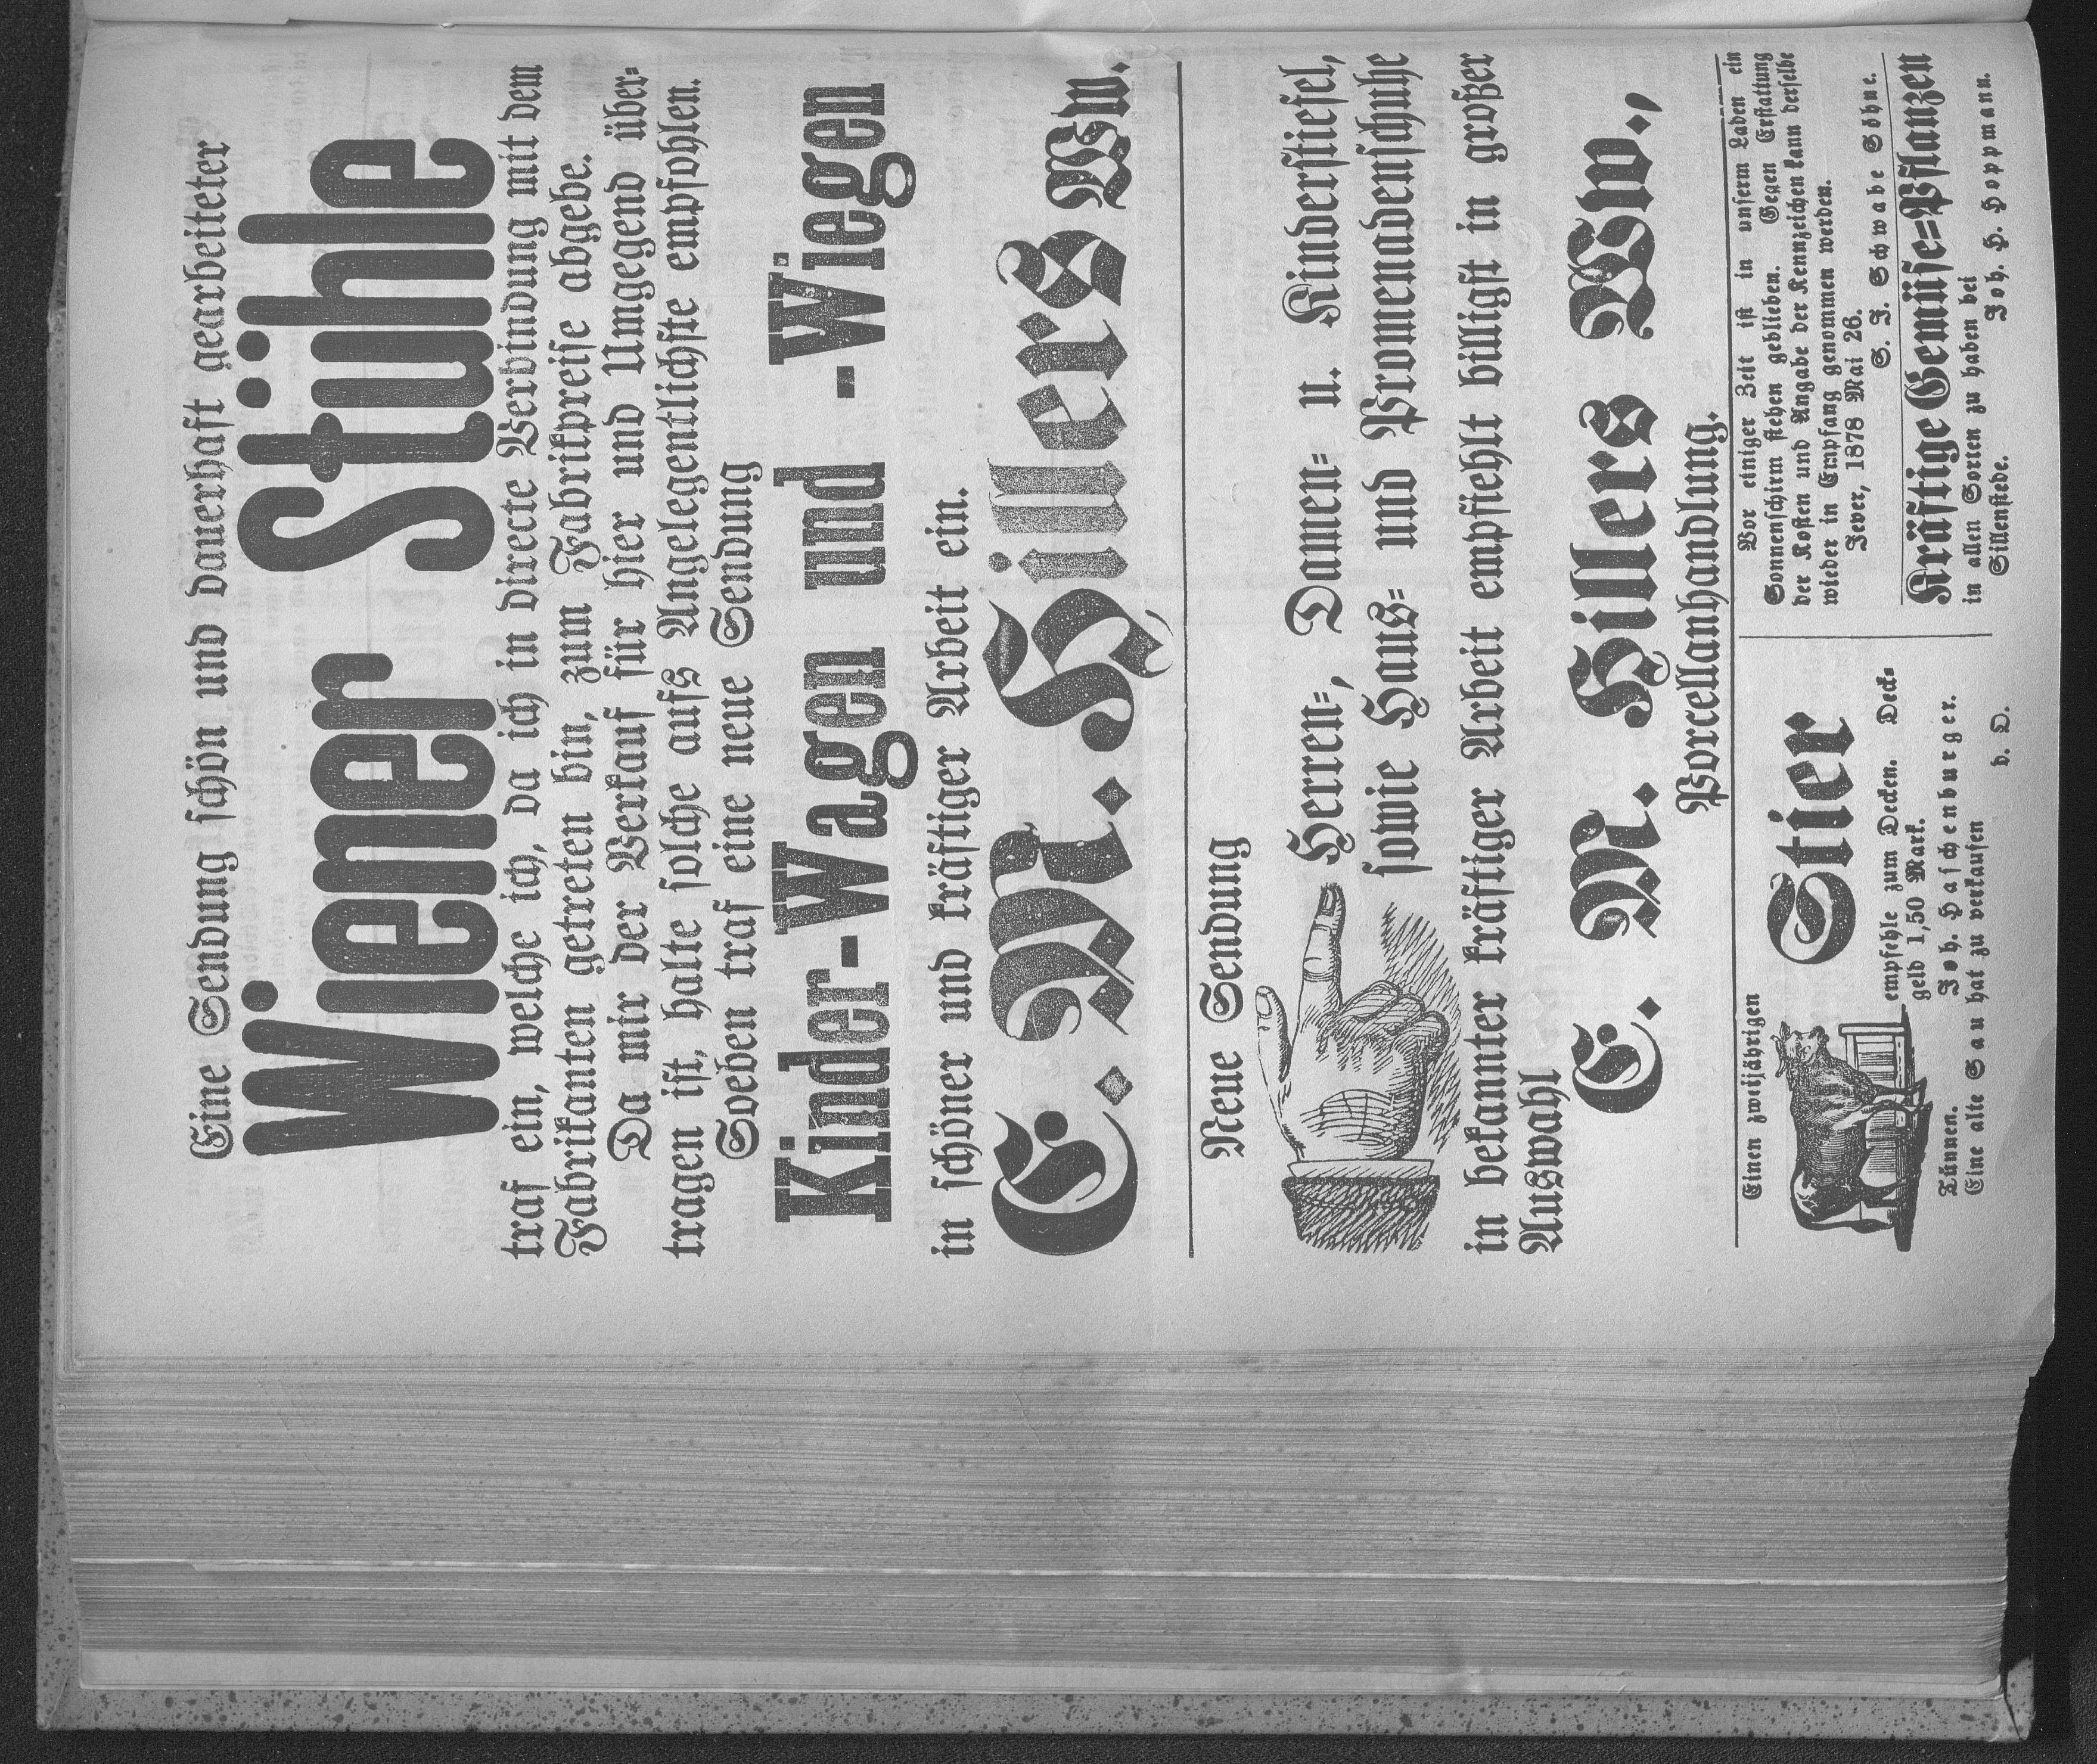 Eine Sendung schön und dauerhaft gearbeiteter
Wiener Stühle
traf ein, welche ich, da ich in directe Verbindung mit dem
Fabrikanten getreten bin, zum Fabrikpreise abgebe.
Da mir der Verkauf für hier und Umgegend über=
tragen ist, halte solche aufs Angelegentlichste empfohlen.
Soeben traf eine neue Sendung
Kinder-Wagen und -Wiegen
in schöner und kräftiger Arbeit ein.
C. M. Hillers Ww.
Neue Sendung
Herren=, Damen= u. Kinderstiefel,
sowie Haus= und Promenadenschuhe
in bekannter kräftiger Arbeit empfiehlt billigst in großer
Auswahl
C. M. Hillers Ww.,
Porcellanhandlung.
Einen zweijährigen
Stier
empfehle zum Decken. Deck=
geld 1,50 Mark.
Tünnen. Joh. Haschenburger.
Eine alte Sau hat zu verkaufen
v. O.
Vor einiger Zeit ist in unserm Laden ein
Sonnenschirm stehen geblieben. Gegen Erstattung
der Kosten und Angabe der Kennzeichen kann derselbe
wieder in Empfang genommen werden.
Jever, 1878 Mai 26.
S. J. Schwabe Söhne.
Kräftige Gemüse=Pflanzen
in allen Sorten zu haben bei
Sillenstede. Joh. H. Hoppmann.